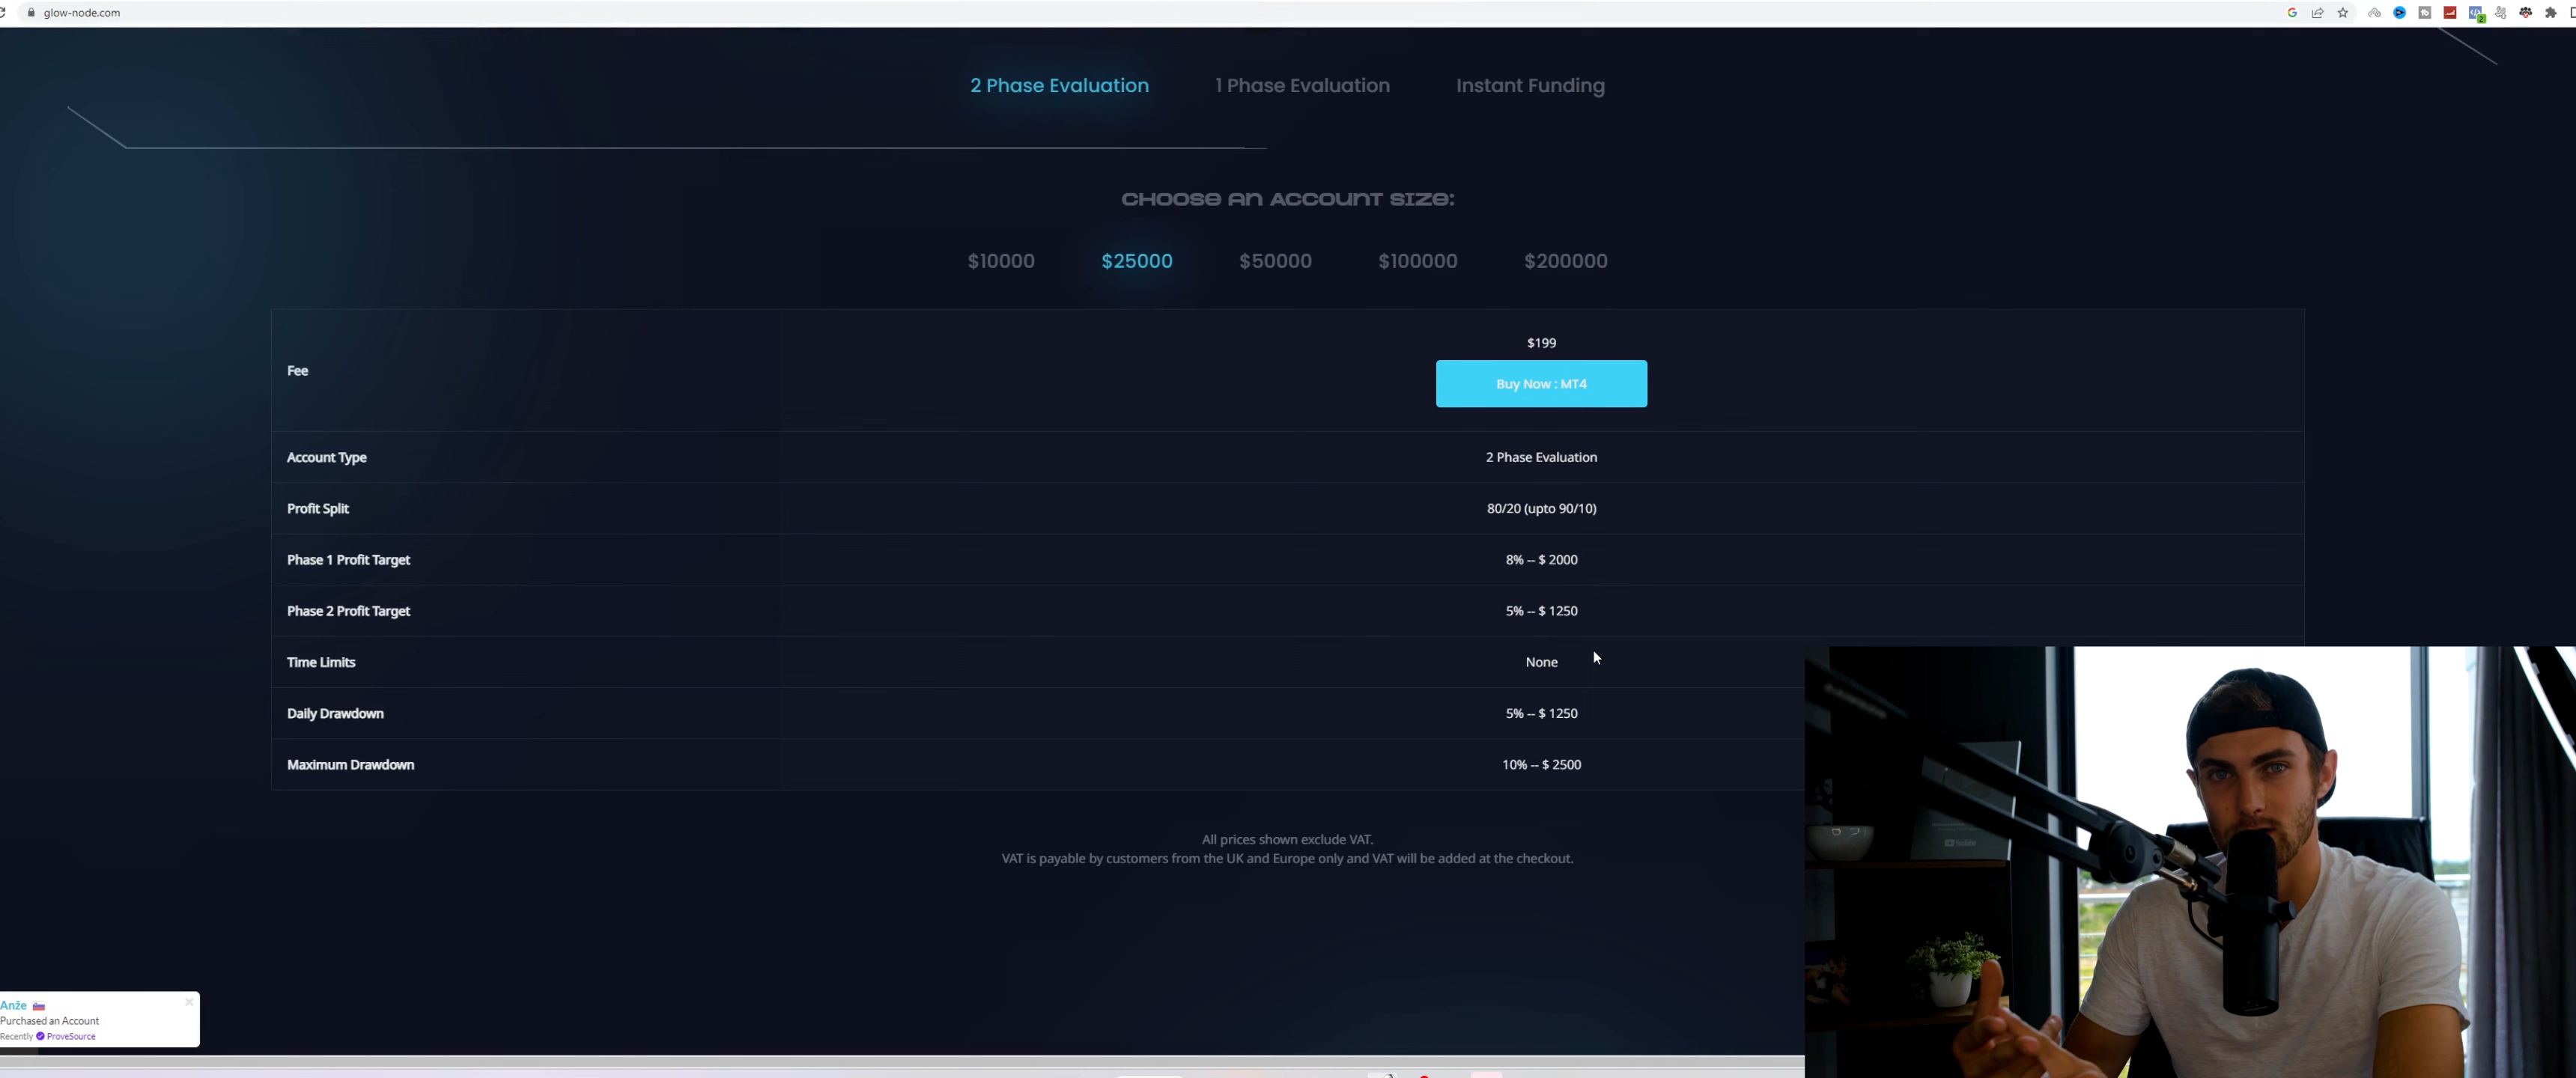 glow-node.com
2 Phase Evaluation
1 Phase Evaluation
Instant Funding
CHOOSE AN ACCOUNT SIZE:
$10000
$25000
$50000
$100000
$200000
Fee
$199
Buy Now : MT4
Account Type
2 Phase Evaluation
Profit Split
80/20 (upto 90/10)
Phase 1 Profit Target
8% -- $ 2000
Phase 2 Profit Target
5% -- $ 1250
Time Limits
None
Daily Drawdown
5% -- $ 1250
Maximum Drawdown
10% -- $ 2500
All prices shown exclude VAT.
VAT is payable by customers from the UK and Europe only and VAT will be added at the checkout.
Anže
Purchased an Account
Recently ProveSource
YouTube
2